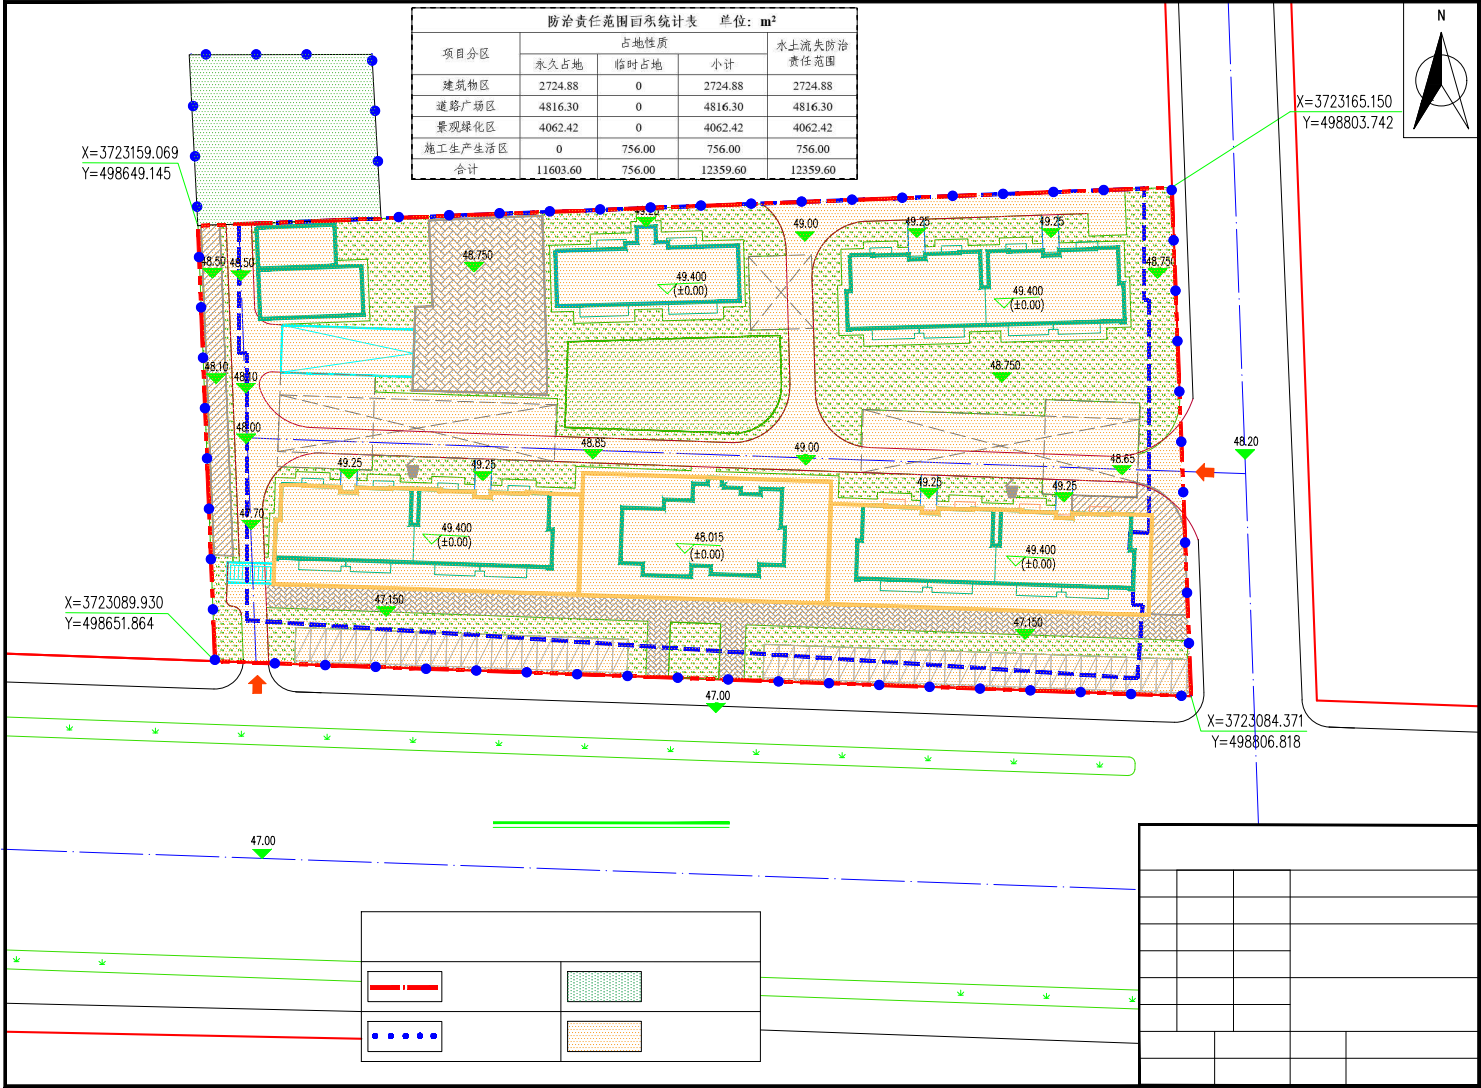 防治责任范围面积统计表 单位: m²
项目分区 占地性质 水土流失防治责任范围
永久占地 临时占地 小计
建筑物区 2724.88 0 2724.88 2724.88
道路广场区 4816.30 0 4816.30 4816.30
景观绿化区 4062.42 0 4062.42 4062.42
施工生产生活区 0 756.00 756.00 756.00
合计 11603.60 756.00 12359.60 12359.60
N
X=3723165.150
Y=498803.742
X=3723159.069
Y=498649.145
49.00
49.25
49.25
48.50
48.50
48.750
48.750
49.400
(±0.00)
49.400
(±0.00)
48.10
48.750
48.00
48.85
49.00
48.65
48.20
49.25
49.25
49.25
49.25
49.400
(±0.00)
48.015
(±0.00)
49.400
(±0.00)
47.150
47.150
X=3723089.930
Y=498651.864
47.00
X=3723084.371
Y=498806.818
47.00